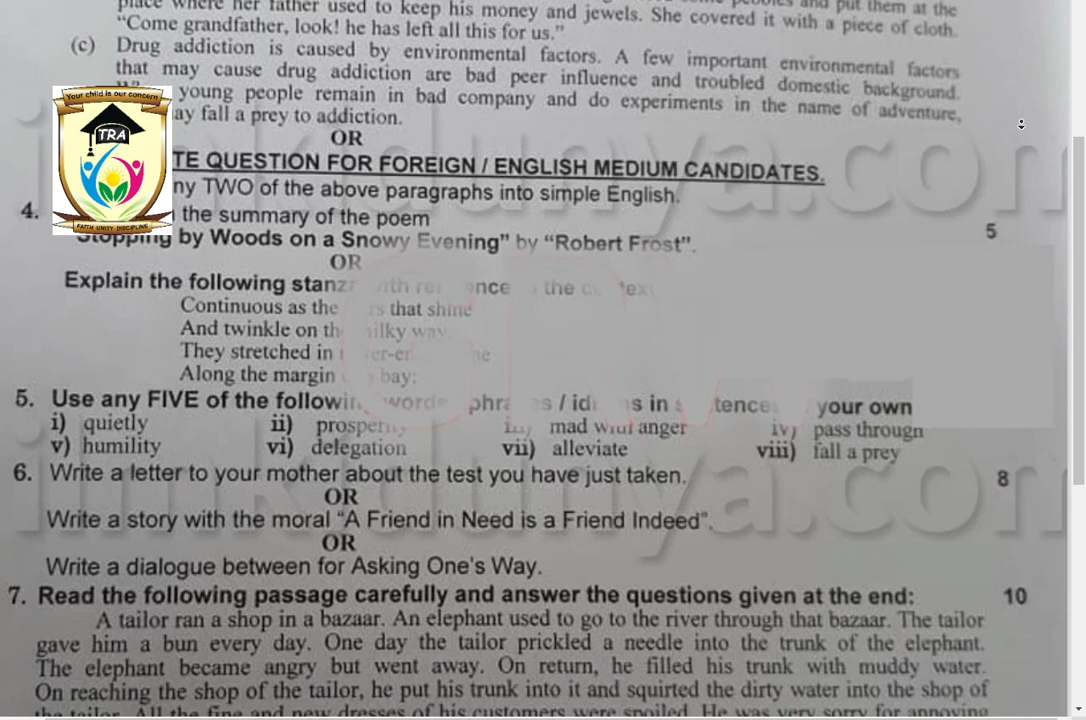 place where her father used to keep his money and jewels. She covered it with a piece of cloth.
"Come grandfather, look! he has left all this for us."
(c) Drug addiction is caused by environmental factors. A few important environmental factors
that may cause drug addiction are bad peer influence and troubled domestic background.
young people remain in bad company and do experiments in the name of adventure,
ay fall a prey to addiction.
OR
TE QUESTION FOR FOREIGN / ENGLISH MEDIUM CANDIDATES.
ny TWO of the above paragraphs into simple English.
Your child is our concern
TRA
FAITH UNITY DISCIPLINE
4. the summary of the poem 5
Stopping by Woods on a Snowy Evening" by "Robert Frost".
OR
Explain the following the
Continuous as the that shine
And twinkle on milky way.
They stretched in
Along the margin bay:
5. Use any FIVE of the following in your own
i) quietly ii) prosperity iii) mad with anger iv) pass through
v) humility vi) delegation vii) alleviate viii) fall a prey
6. Write a letter to your mother about the test you have just taken. 8
OR
Write a story with the moral "A Friend in Need is a Friend Indeed".
OR
Write a dialogue between for Asking One's Way.
7. Read the following passage carefully and answer the questions given at the end: 10
A tailor ran a shop in a bazaar. An elephant used to go to the river through that bazaar. The tailor
gave him a bun every day. One day the tailor prickled a needle into the trunk of the elephant.
The elephant became angry but went away. On return, he filled his trunk with muddy water.
On reaching the shop of the tailor, he put his trunk into it and squirted the dirty water into the shop of
the tailor. All the fine and new dresses of his customers were spoiled. He was very sorry for annoying